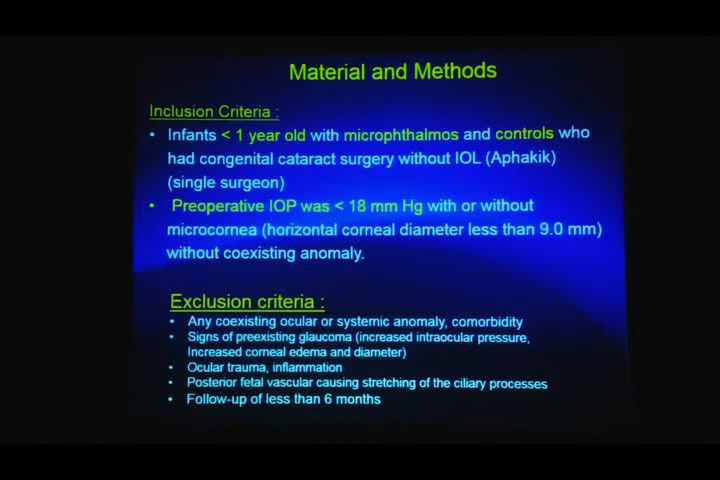 Material and Methods
Inclusion Criteria :
• Infants < 1 year old with microphthalmos and controls who
had congenital cataract surgery without IOL (Aphakik)
(single surgeon)
• Preoperative IOP was < 18 mm Hg with or without
microcornea (horizontal corneal diameter less than 9.0 mm)
without coexisting anomaly.
Exclusion criteria :
• Any coexisting ocular or systemic anomaly, comorbidity
• Signs of preexisting glaucoma (increased intraocular pressure,
Increased corneal edema and diameter)
• Ocular trauma, inflammation
• Posterior fetal vascular causing stretching of the ciliary processes
• Follow-up of less than 6 months